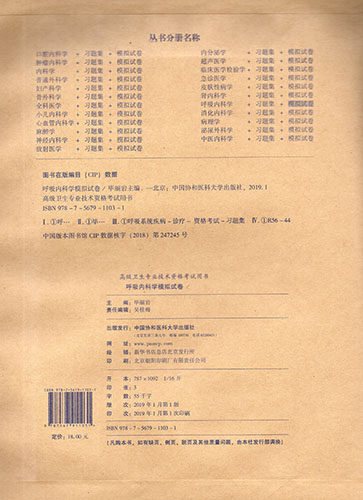 丛书分册名称
口腔内科学 + 习题集 + 模拟试卷
肿瘤内科学 + 习题集 + 模拟试卷
内科学 + 习题集 + 模拟试卷
普通外科学 + 习题集 + 模拟试卷
妇产科学 + 习题集 + 模拟试卷
骨外科学 + 习题集 + 模拟试卷
全科医学 + 习题集 + 模拟试卷
小儿内科学 + 习题集 + 模拟试卷
心血管内科学 + 习题集 + 模拟试卷
麻醉学 + 习题集 + 模拟试卷
神经内科学 + 习题集 + 模拟试卷
放射医学 + 习题集 + 模拟试卷
内分泌学 + 习题集 + 模拟试卷
超声医学 + 习题集 + 模拟试卷
临床医学检验学 + 习题集 + 模拟试卷
急诊医学 + 习题集 + 模拟试卷
皮肤性病学 + 习题集 + 模拟试卷
肾内科学 + 习题集 + 模拟试卷
呼吸内科学 + 习题集 + 模拟试卷
消化内科学 + 习题集 + 模拟试卷
病理学 + 习题集 + 模拟试卷
泌尿外科学 + 习题集 + 模拟试卷
中医内科学 + 习题集 + 模拟试卷
图书在版编目(CIP)数据
呼吸内科学模拟试卷/毕丽岩主编.—北京:中国协和医科大学出版社,2019.1
高级卫生专业技术资格考试用书
ISBN 978-7-5679-1103-1
Ⅰ.①呼… Ⅱ.①毕… Ⅲ.①呼吸系统疾病-诊疗-资格考试-习题集 Ⅳ.①R56-44
中国版本图书馆CIP数据核字(2018)第247245号
高级卫生专业技术资格考试用书
呼吸内科学模拟试卷
主 编: 毕丽岩
责任编辑: 吴桂梅
出版发行: 中国协和医科大学出版社
网 址: www.pumcp.com
经 销: 新华书店总店北京发行所
印 刷: 北京朝阳印刷厂有限责任公司
开 本: 787×1092 1/16开
印 张: 3
字 数: 55千字
版 次: 2019年1月第1版
印 次: 2019年1月第1次印刷
定价: 18.00元
ISBN 978-7-5679-1103-1
ISBN 978-7-5679-1103-1
(凡购本书,如有缺页、倒页、脱页及其他质量问题,由本社发行部调换)